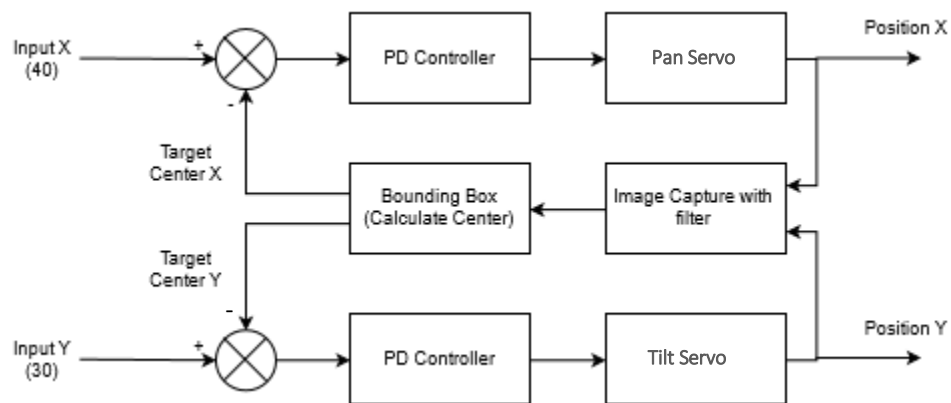 Input X
(40)
+
-
PD Controller
Pan Servo
Position X
Target
Center X
Bounding Box
(Calculate Center)
Image Capture with
filter
Target
Center Y
-
Input Y
(30)
+
PD Controller
Tilt Servo
Position Y